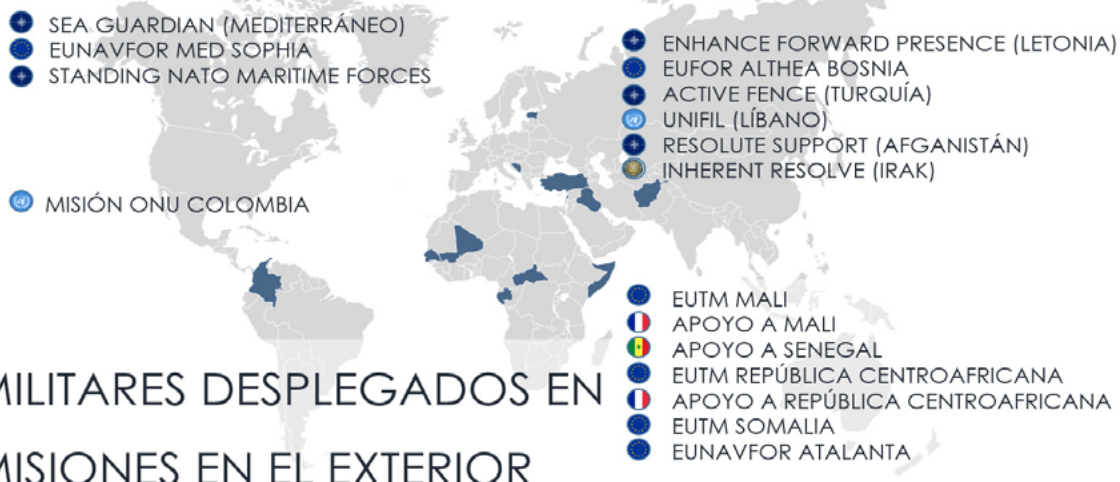 SEA GUARDIAN (MEDITERRÁNEO)
EUNAVFOR MED SOPHIA
STANDING NATO MARITIME FORCES
MISIÓN ONU COLOMBIA
ENHANCE FORWARD PRESENCE (LETONIA)
EUFOR ALTHEA BOSNIA
ACTIVE FENCE (TURQUÍA)
UNIFIL (LÍBANO)
RESOLUTE SUPPORT (AFGANISTÁN)
INHERENT RESOLVE (IRAK)
EUTM MALI
APOYO A MALI
APOYO A SENEGAL
EUTM REPÚBLICA CENTROAFRICANA
APOYO A REPÚBLICA CENTROAFRICANA
EUTM SOMALIA
EUNAVFOR ATALANTA
MILITARES DESPLEGADOS EN
MISIONES EN EL EXTERIOR